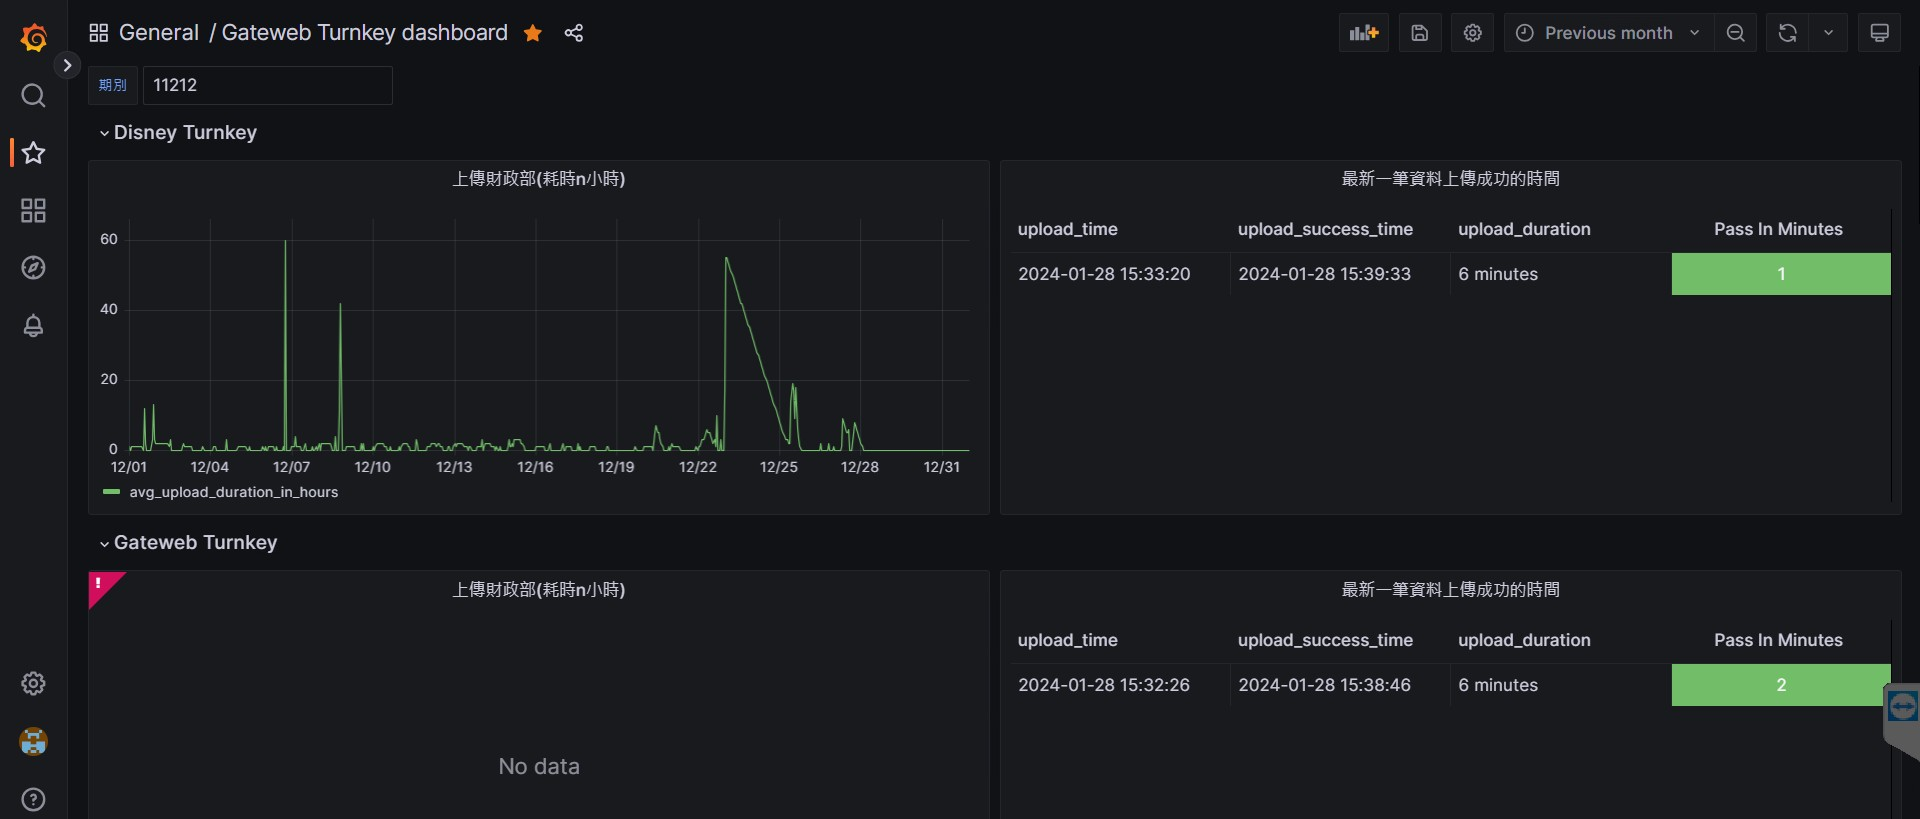 General / Gateweb Turnkey dashboard
Previous month
期別
11212
Disney Turnkey
上傳財政部(耗時n小時)
60
40
20
0
12/01
12/04
12/07
12/10
12/13
12/16
12/19
12/22
12/25
12/28
12/31
avg_upload_duration_in_hours
最新一筆資料上傳成功的時間
upload_time upload_success_time upload_duration Pass In Minutes
2024-01-28 15:33:20 2024-01-28 15:39:33 6 minutes 1
Gateweb Turnkey
!
上傳財政部(耗時n小時)
No data
最新一筆資料上傳成功的時間
upload_time upload_success_time upload_duration Pass In Minutes
2024-01-28 15:32:26 2024-01-28 15:38:46 6 minutes 2